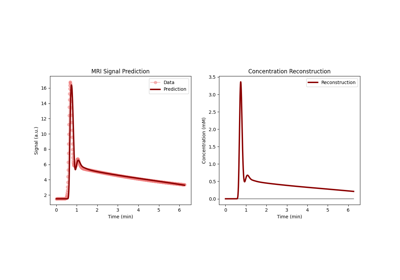 MRI Signal Prediction
Data
Prediction
Signal (a.u.)
16
14
12
10
8
6
4
2
0 1 2 3 4 5 6
Time (min)
Concentration Reconstruction
Reconstruction
Concentration (mM)
3.5
3.0
2.5
2.0
1.5
1.0
0.5
0.0
0 1 2 3 4 5 6
Time (min)